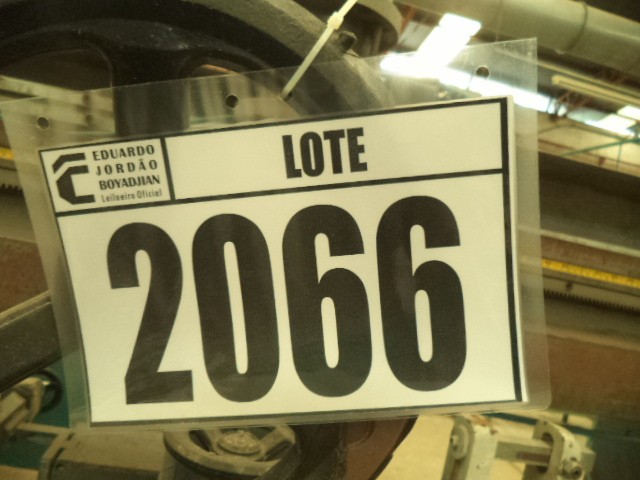 EDUARDO
JORDÃO
BOYADJIAN
Leiloeiro Oficial
LOTE
2066